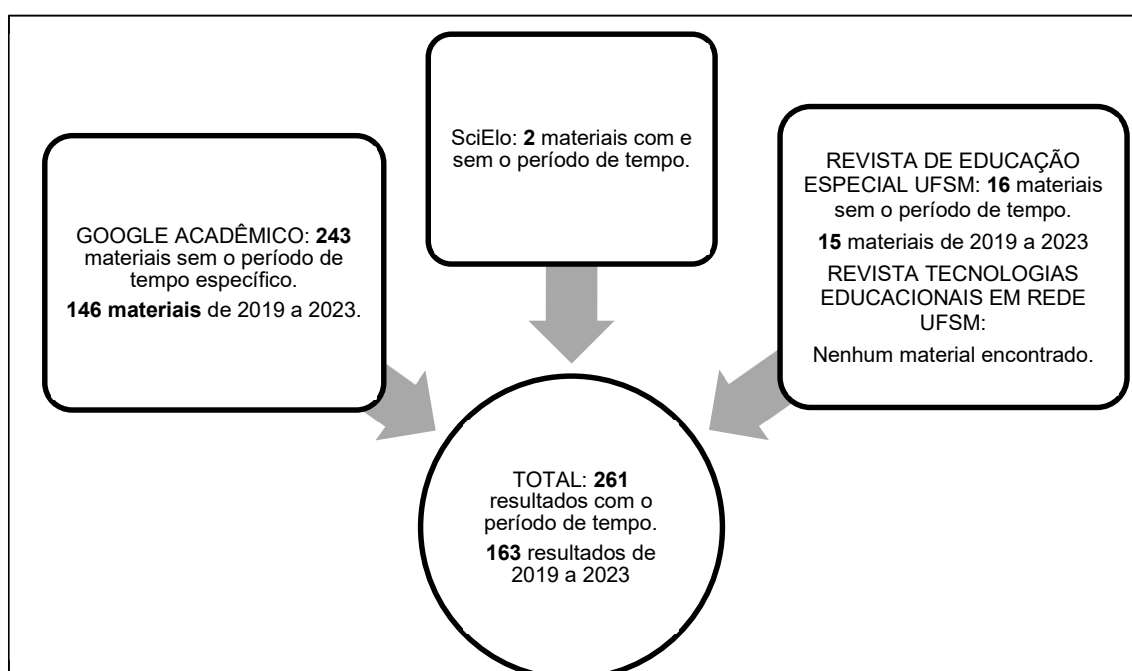 GOOGLE ACADÊMICO: 243
materiais sem o período de
tempo específico.
146 materiais de 2019 a 2023.
SciElo: 2 materiais com e
sem o período de tempo.
REVISTA DE EDUCAÇÃO
ESPECIAL UFSM: 16 materiais
sem o período de tempo.
15 materiais de 2019 a 2023
REVISTA TECNOLOGIAS
EDUCACIONAIS EM REDE
UFSM:
Nenhum material encontrado.
TOTAL: 261
resultados com o
período de tempo.
163 resultados de
2019 a 2023